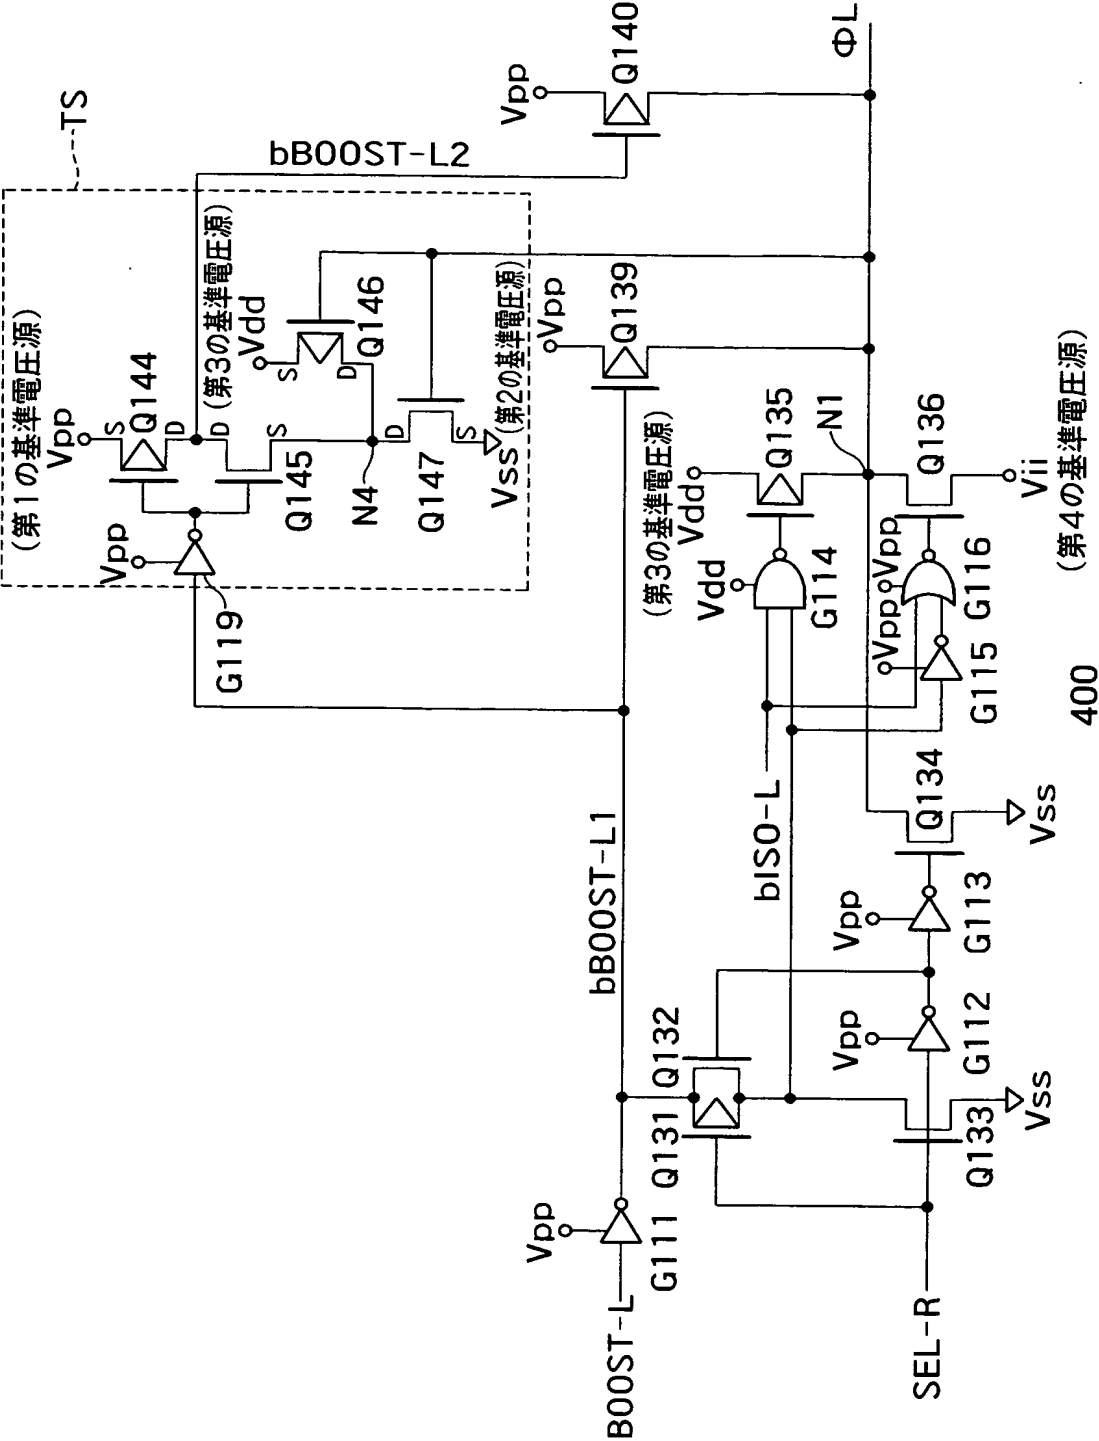 TS
(第1の基準電圧源)
Vpp
S
Q144
D
D
S
Q145
Vpp
G119
bBOOST-L2
(第3の基準電圧源)
Vdd
S
Q146
D
N4
D
Q147
S
Vss
(第2の基準電圧源)
Vpp
Q140
ΦL
Vpp
Q139
(第3の基準電圧源)
Vdd
Q135
N1
Vdd
G114
Q136
Vii
(第4の基準電圧源)
Vpp
G116
Vpp
G115
bISO-L
bBOOST-L1
Q134
Vss
Vpp
G113
Vpp
G112
Q132
Q131
Q133
Vss
Vpp
G111
BOOST-L
SEL-R
400